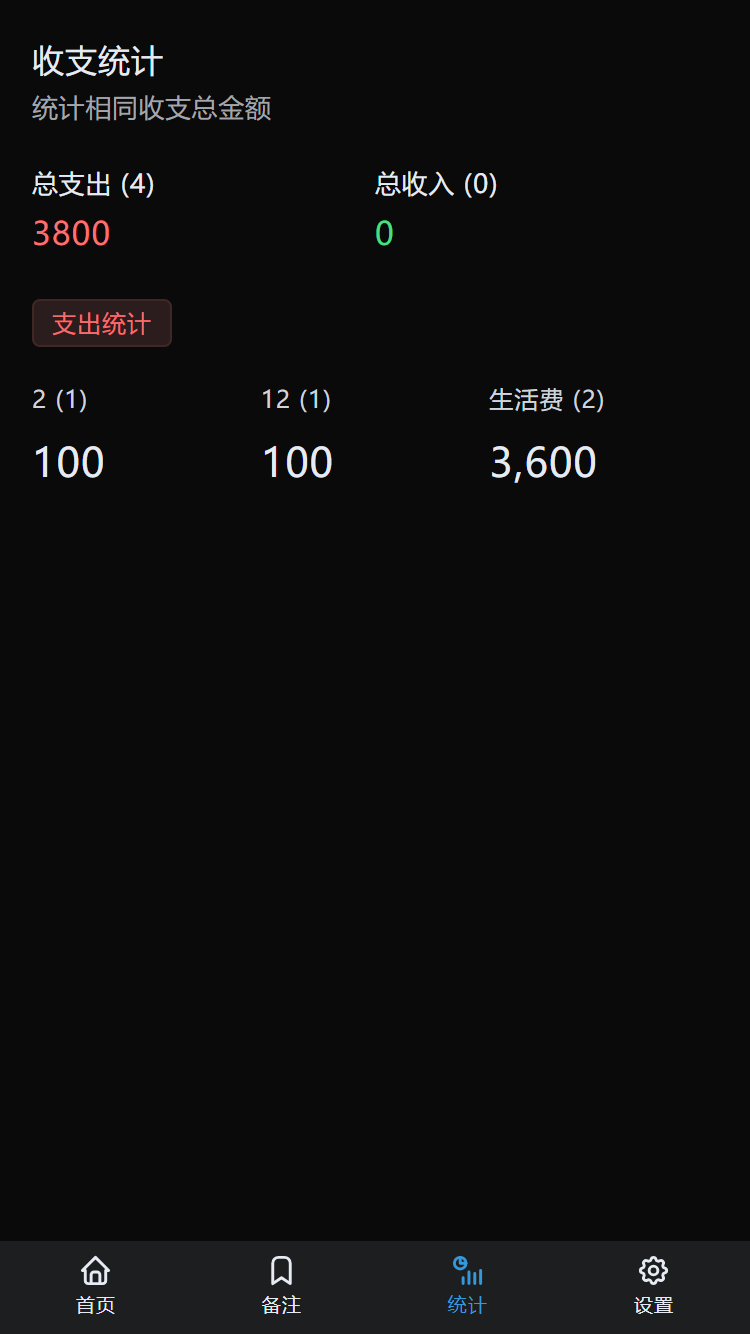 收支统计
统计相同收支总金额
总支出 (4)
总收入 (0)
3800
0
支出统计
2 (1)
12 (1)
生活费 (2)
100
100
3,600
首页
备注
统计
设置